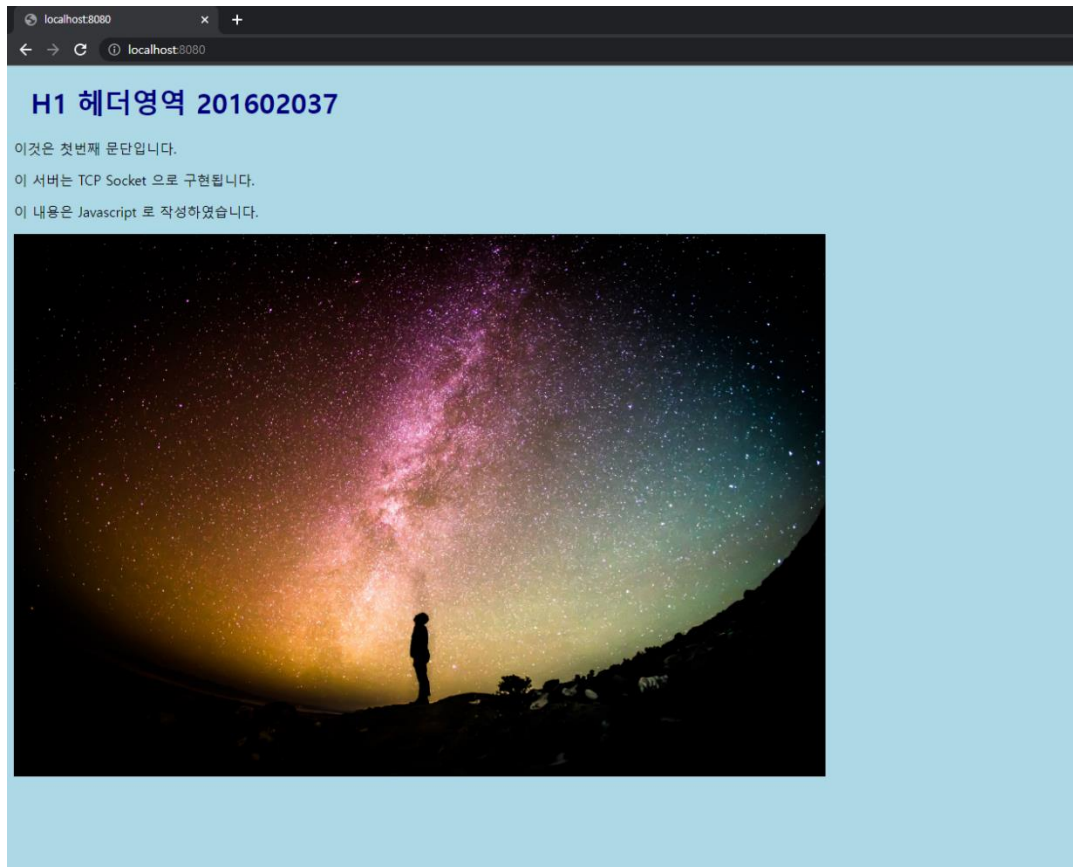 localhost:8080
localhost:8080
H1 헤더영역 201602037
이것은 첫번째 문단입니다.
이 서버는 TCP Socket 으로 구현됩니다.
이 내용은 Javascript 로 작성하였습니다.